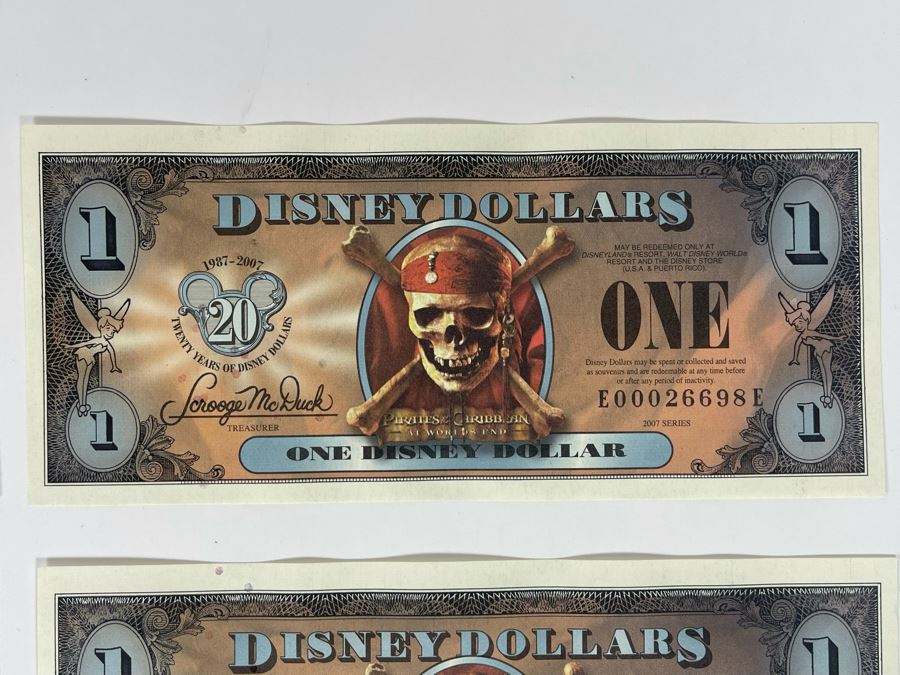 1
DISNEY DOLLARS
1
1987-2007
20
TWENTY YEARS OF DISNEY DOLLARS
Scrooge McDuck
TREASURER
MAY BE REDEEMED ONLY AT
DISNEYLAND® RESORT, WALT DISNEY WORLD®
RESORT AND THE DISNEY STORE
(U.S.A. & PUERTO RICO).
ONE
Disney Dollars may be spent or collected and saved
as souvenirs and are redeemable at any time before
or after any period of inactivity.
E00026698E
2007 SERIES
PIRATES of the CARIBBEAN
AT WORLD'S END
1
ONE DISNEY DOLLAR
1
1
DISNEY DOLLARS
1